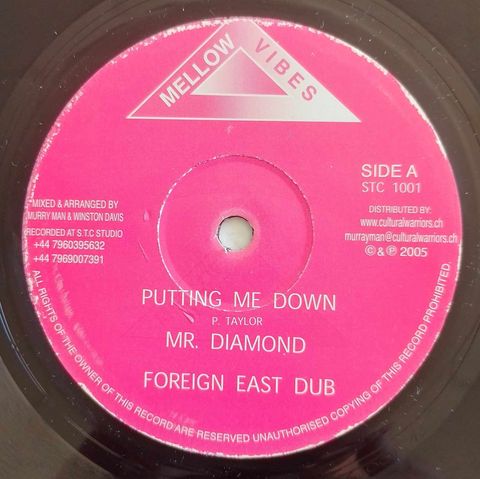 MELLOW VIBES
SIDE A
STC 1001
MIXED & ARRANGED BY
MURRY MAN & WINSTON DAVIS
RECORDED AT S.T.C STUDIO
+44 7960395632
+44 7969007391
DISTRIBUTED BY:
www.culturalwarriors.ch
murrayman@culturalwarriors.ch
© & ℗ 2005
PUTTING ME DOWN
P. TAYLOR
MR. DIAMOND
FOREIGN EAST DUB
ALL RIGHTS OF THE OWNER OF THIS RECORD ARE RESERVED UNAUTHORISED COPYING OF THIS RECORD PROHIBITED.